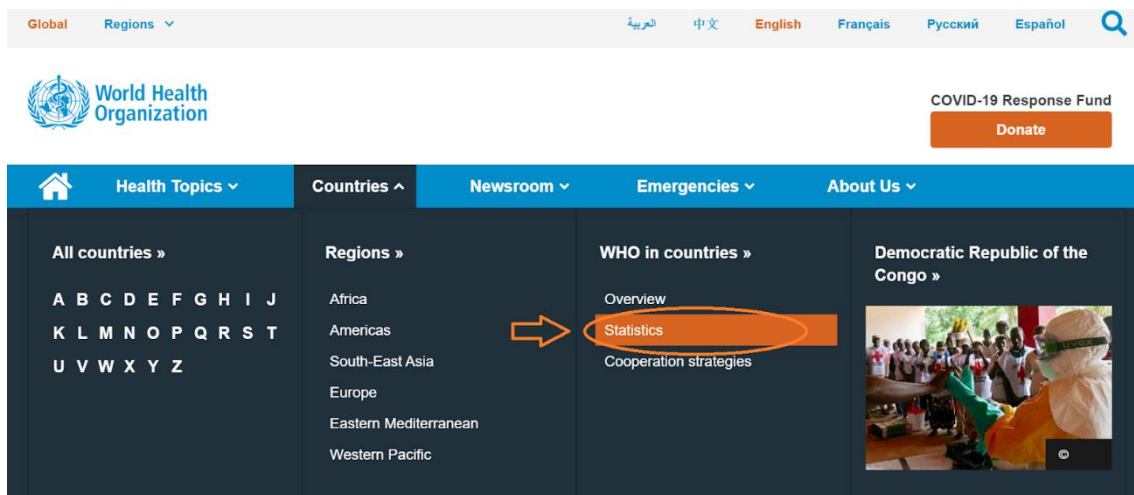 Global Regions العربية 中文 English Français Русский Español
World Health
Organization
COVID-19 Response Fund
Donate
Health Topics Countries Newsroom Emergencies About Us
All countries »
A B C D E F G H I J
K L M N O P Q R S T
U V W X Y Z
Regions »
Africa
Americas
South-East Asia
Europe
Eastern Mediterranean
Western Pacific
WHO in countries »
Overview
Statistics
Cooperation strategies
Democratic Republic of the
Congo »
uvex
©